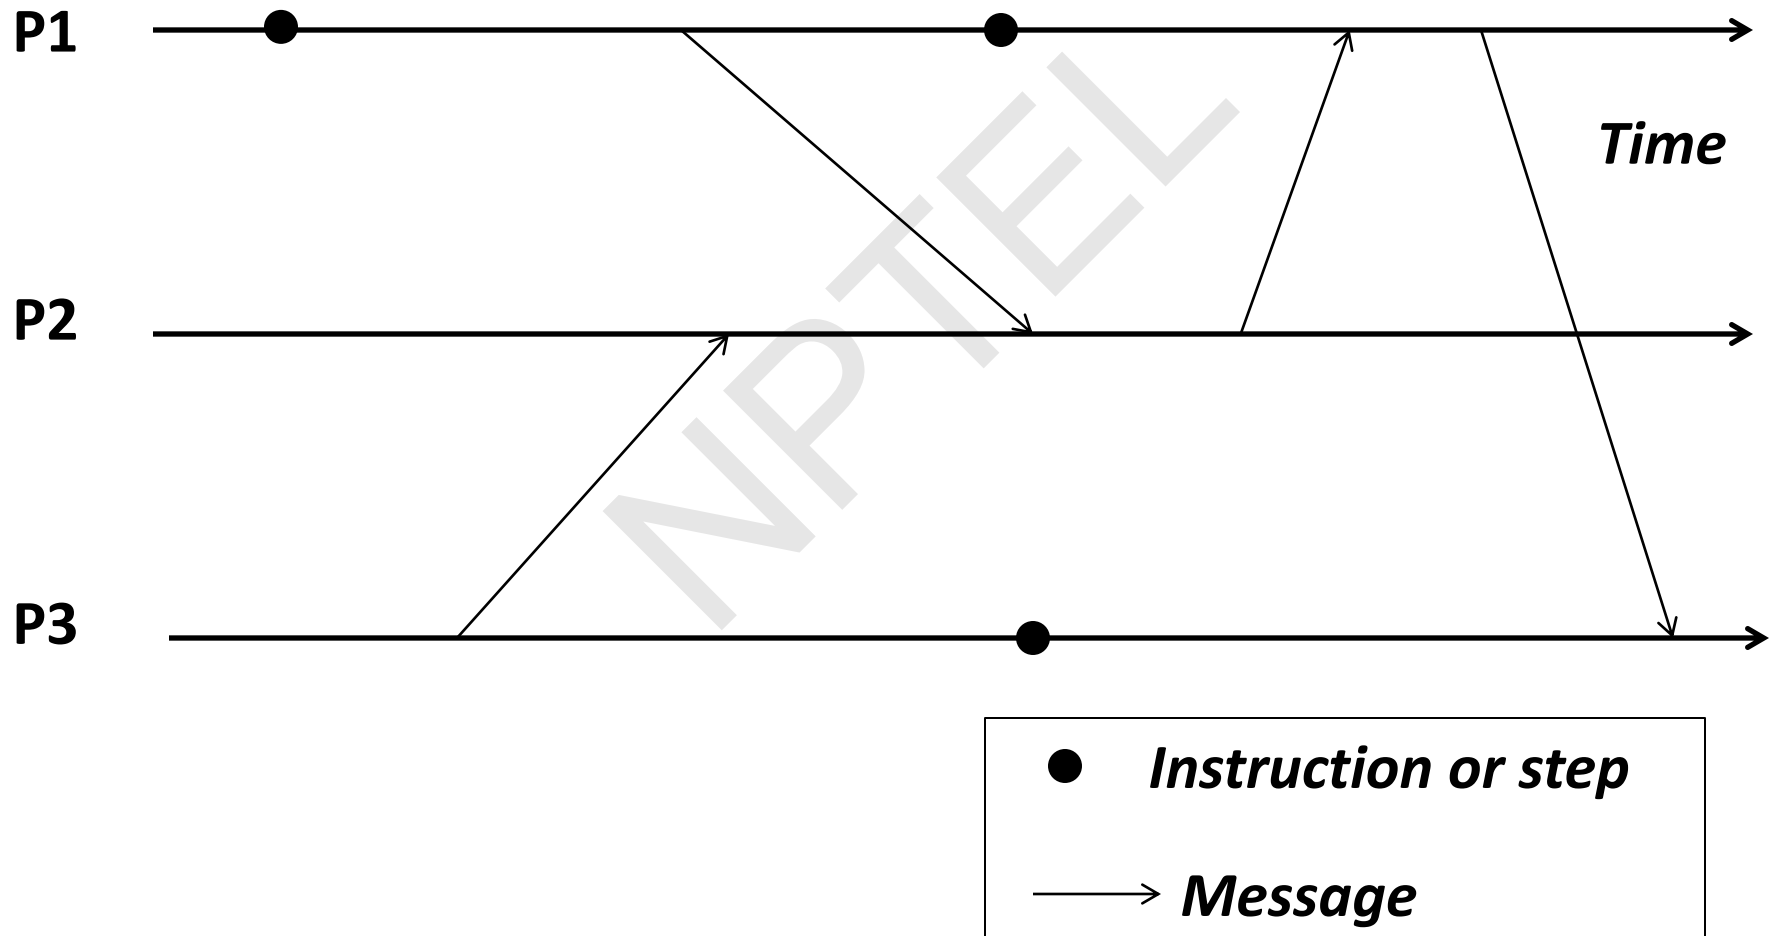 P1
Time
P2
P3
NPTEL
Instruction or step
Message